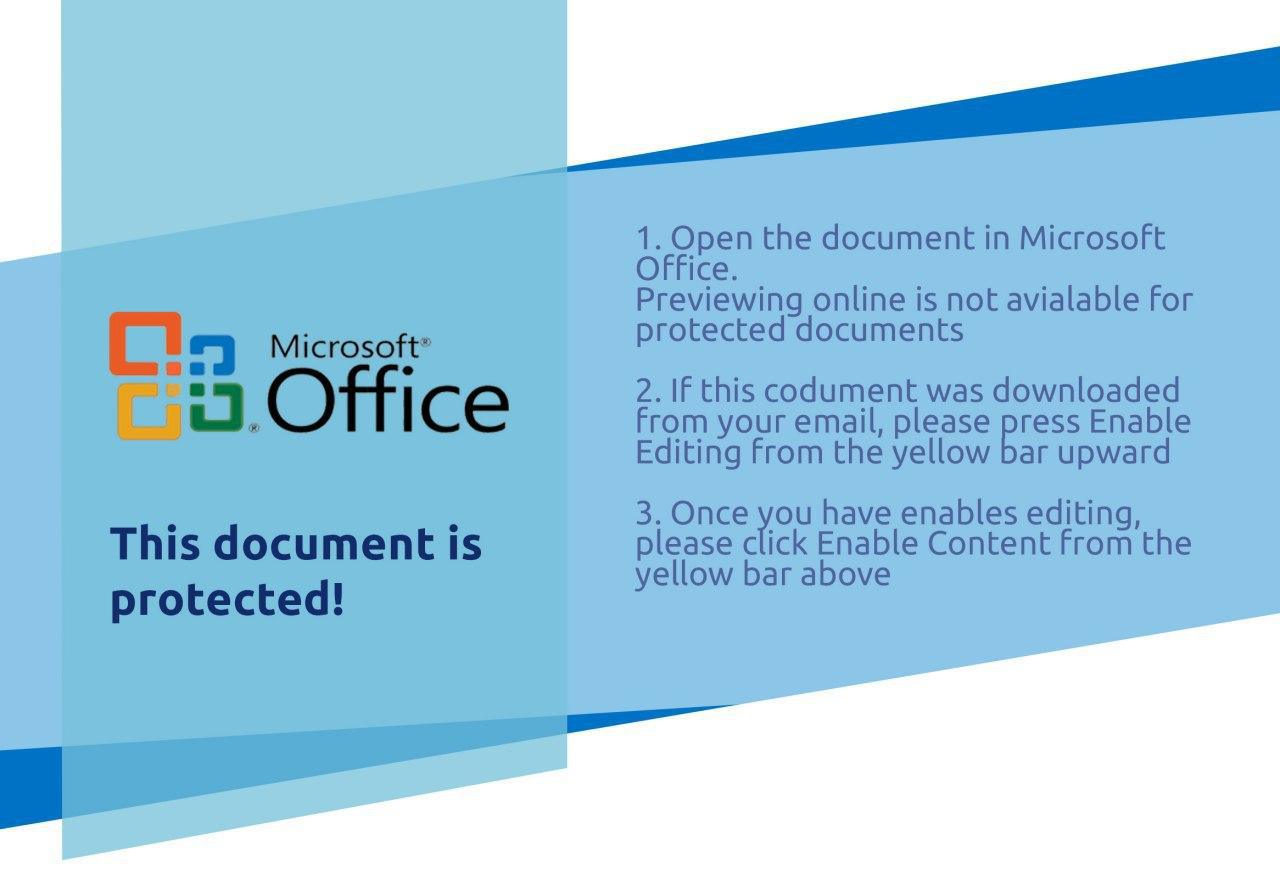 Microsoft®
Office
®
This document is
protected!
1. Open the document in Microsoft
Office.
Previewing online is not avialable for
protected documents
2. If this codument was downloaded
from your email, please press Enable
Editing from the yellow bar upward
3. Once you have enables editing,
please click Enable Content from the
yellow bar above